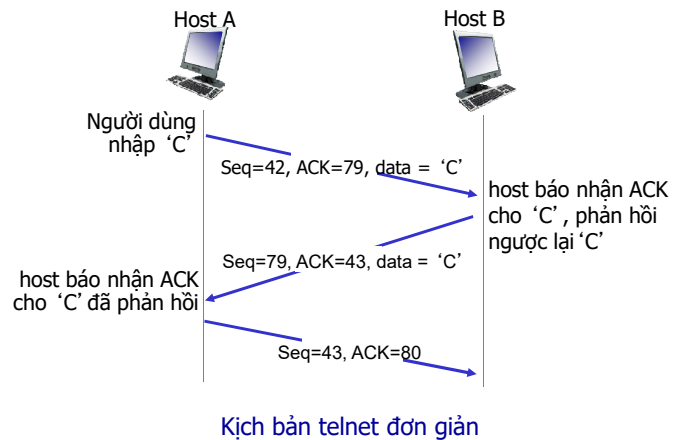 Host A
Host B
Người dùng
nhập ‘C’
Seq=42, ACK=79, data = ‘C’
host báo nhận ACK
cho ‘C’, phản hồi
ngược lại ‘C’
Seq=79, ACK=43, data = ‘C’
host báo nhận ACK
cho ‘C’ đã phản hồi
Seq=43, ACK=80
Kịch bản telnet đơn giản